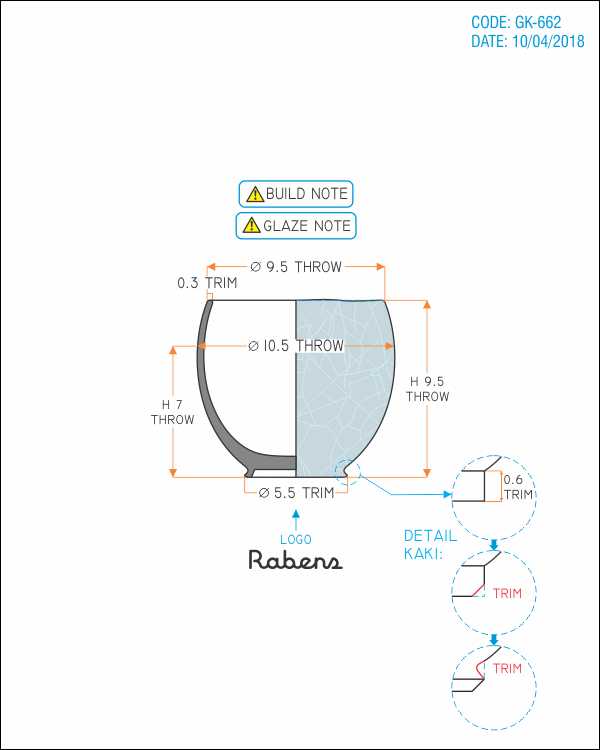 CODE: GK-662
DATE: 10/04/2018
BUILD NOTE
GLAZE NOTE
Ø 9.5 THROW
0.3 TRIM
Ø 10.5 THROW
H 9.5
THROW
H 7
THROW
Ø 5.5 TRIM
0.6
TRIM
LOGO
Rabens
DETAIL
KAKI:
TRIM
TRIM